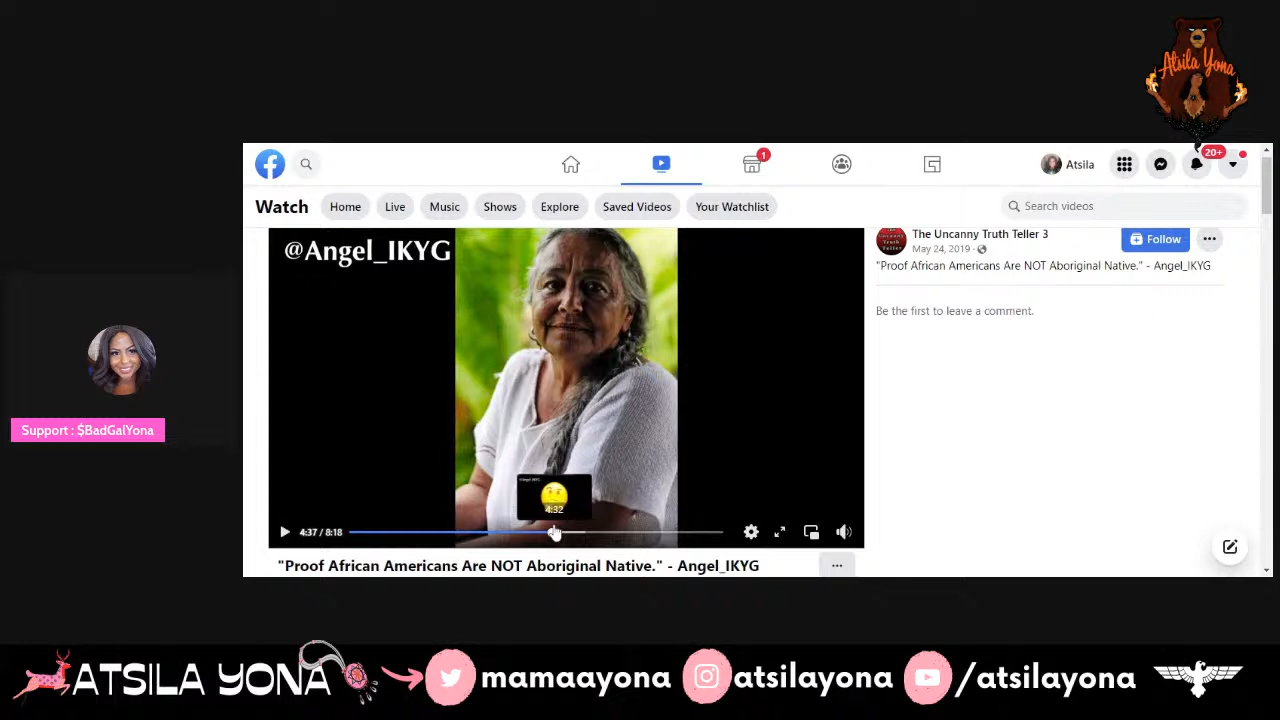 Atsila Yona
1
Atsila
20+
Watch
Home
Live
Music
Shows
Explore
Saved Videos
Your Watchlist
Search videos
@Angel_IKYG
The Uncanny Truth Teller 3
May 24, 2019 ·
Follow
"Proof African Americans Are NOT Aboriginal Native." - Angel_IKYG
Be the first to leave a comment.
Support : $BadGalYona
4:32
4:37 / 8:18
"Proof African Americans Are NOT Aboriginal Native." - Angel_IKYG
ATSILA YONA
mamaayona
atsilayona
/atsilayona